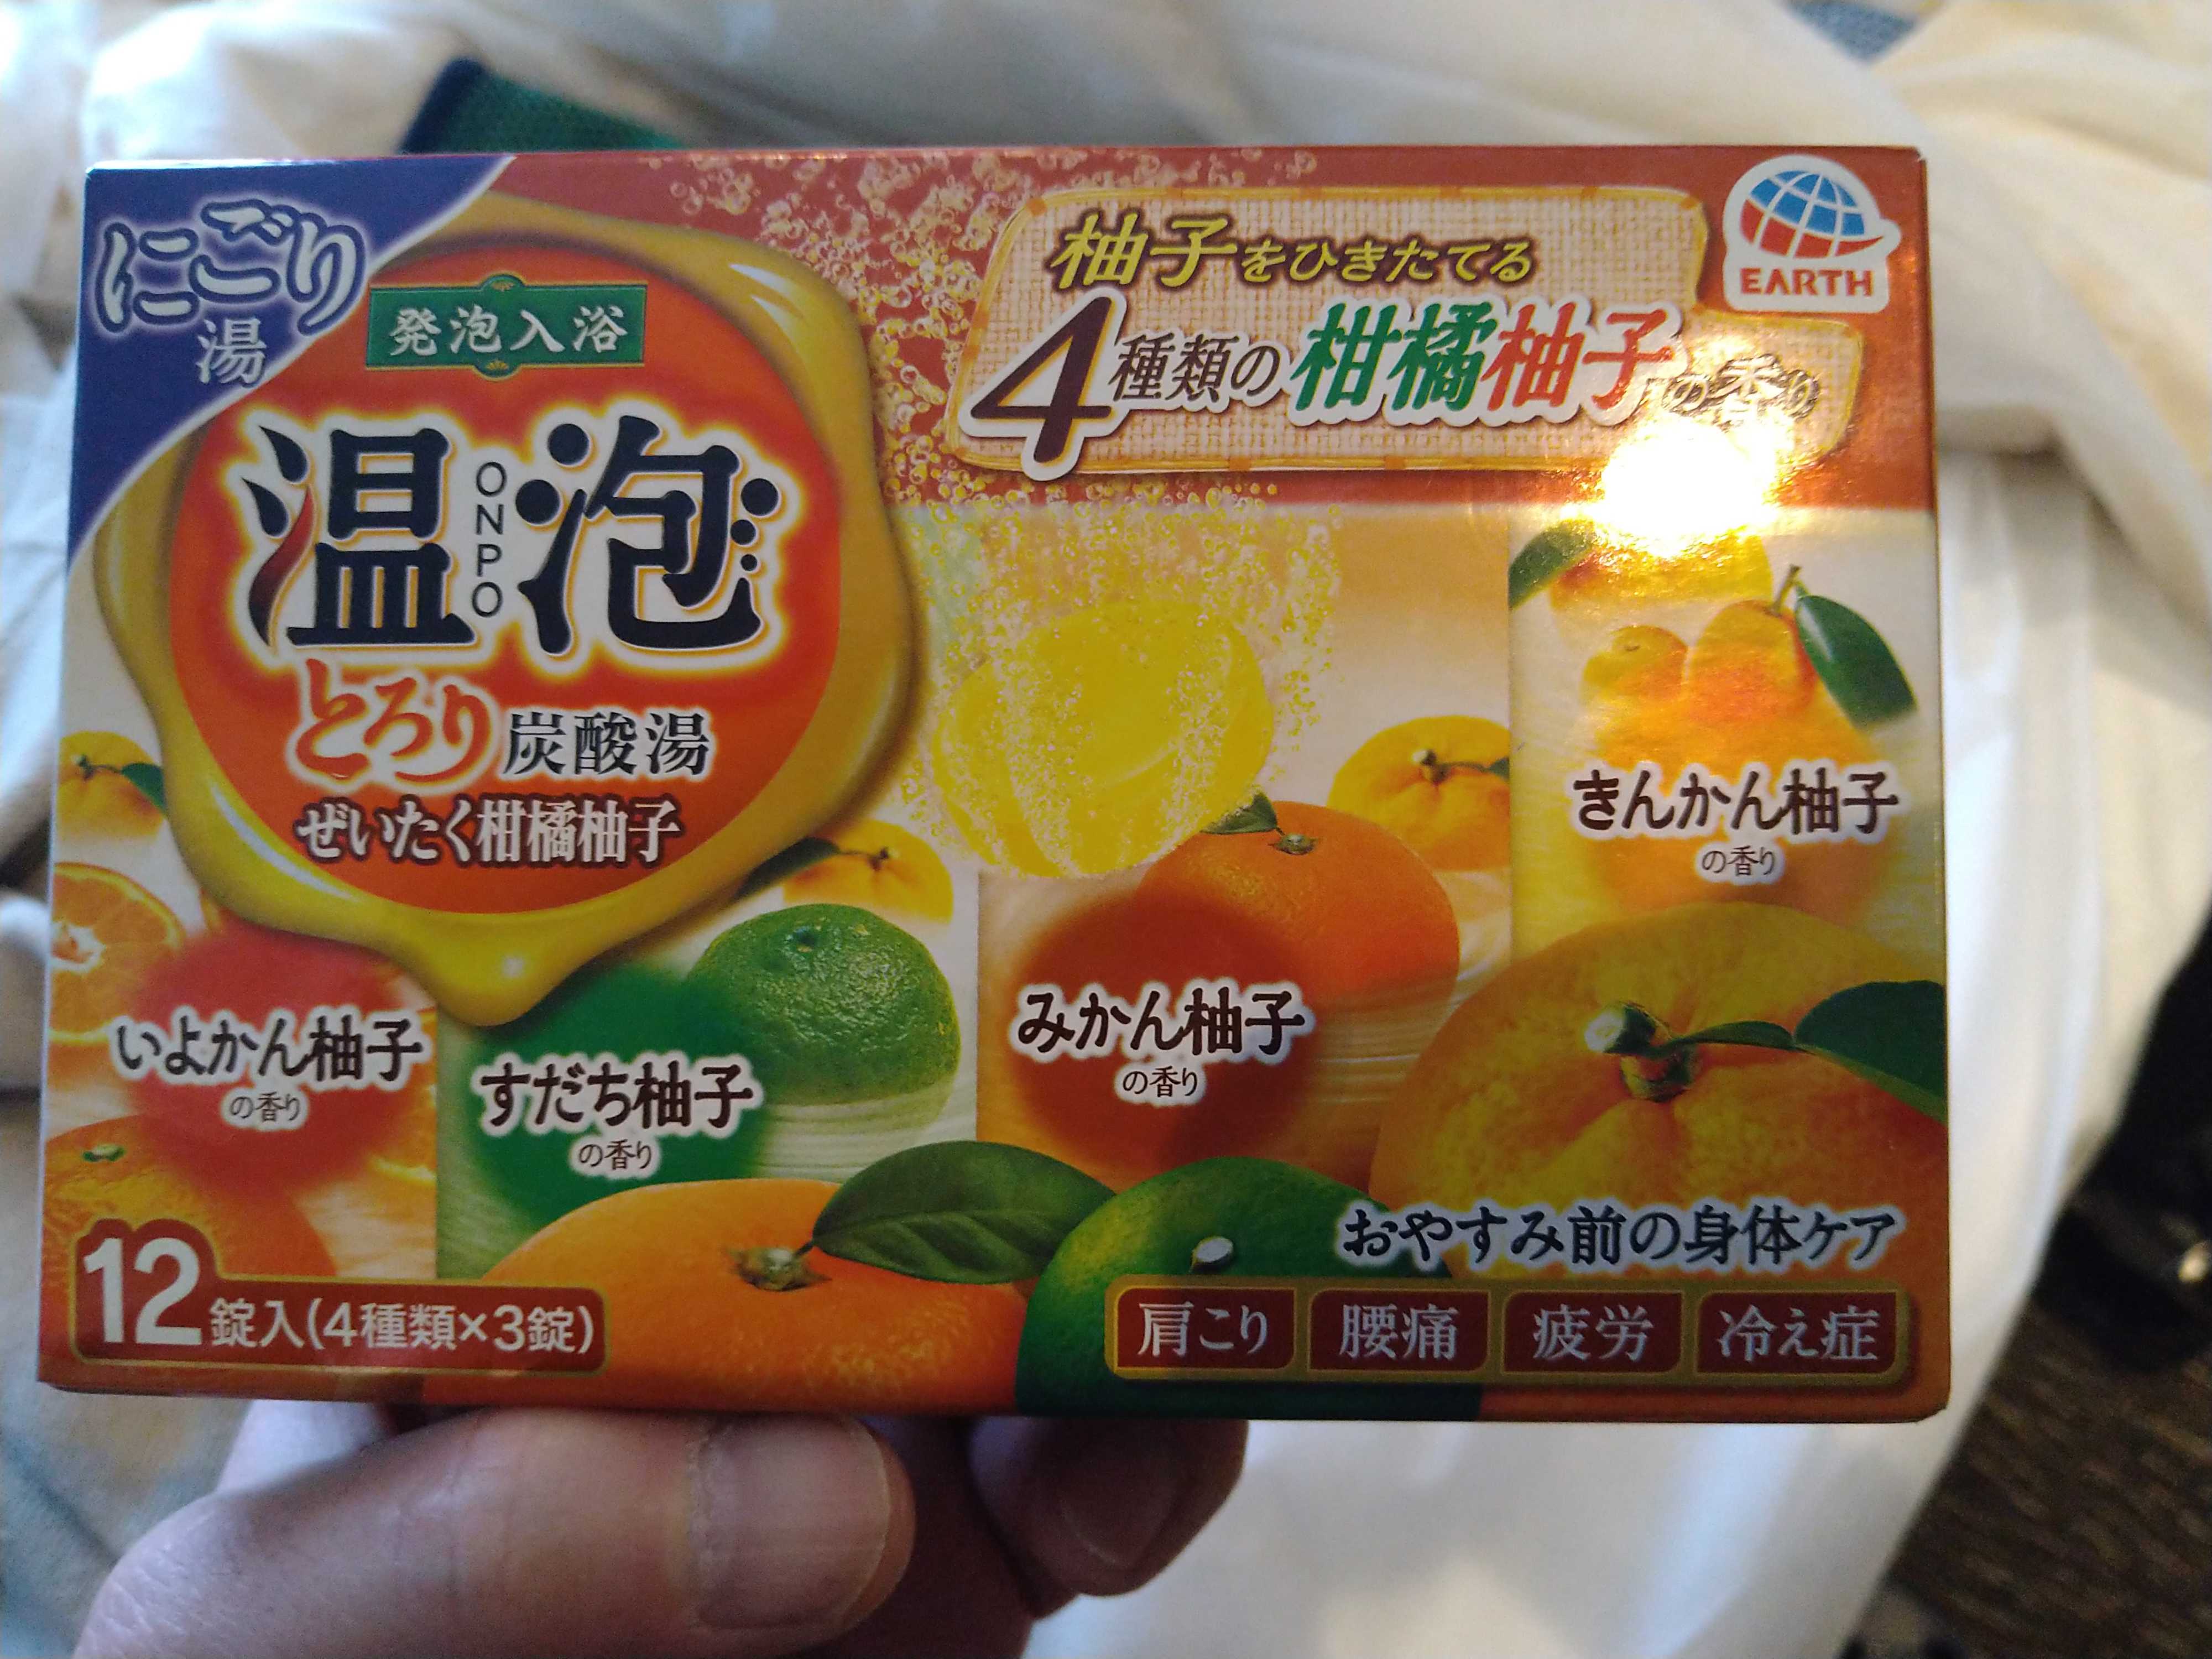 にごり
湯
発泡入浴
温泡
ONPO
とろり炭酸湯
ぜいたく柑橘柚子
柚子をひきたてる
4種類の柑橘柚子の香り
EARTH
きんかん柚子
の香り
みかん柚子
の香り
いよかん柚子
の香り
すだち柚子
の香り
おやすみ前の身体ケア
12錠入(4種類×3錠)
肩こり 腰痛 疲労 冷え症